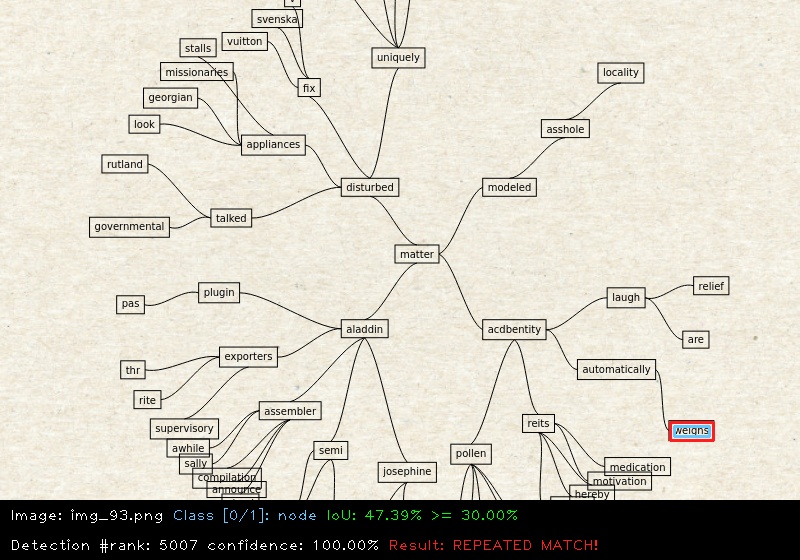 svenska
vuitton
stalls
uniquely
missionaries
locality
fix
georgian
look
asshole
appliances
rutland
disturbed
modeled
talked
governmental
matter
relief
plugin
laugh
pas
aladdin
acdbentity
are
exporters
thr
automatically
rite
assembler
reits
supervisory
weighs
awhile
semi
pollen
sally
medication
josephine
compilation
motivation
announce
hereby
Image: img_93.png Class [0/1]: node IoU: 47.39% >= 30.00%
Detection #rank: 5007 confidence: 100.00% Result: REPEATED MATCH!